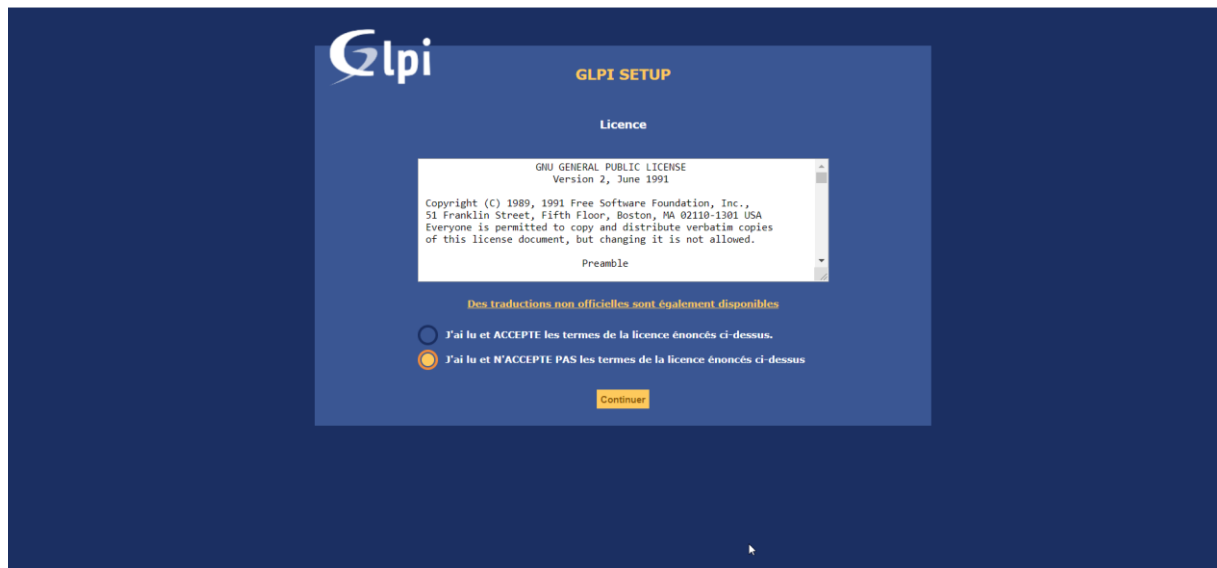 Glpi
GLPI SETUP
Licence
GNU GENERAL PUBLIC LICENSE
Version 2, June 1991
Copyright (C) 1989, 1991 Free Software Foundation, Inc.,
51 Franklin Street, Fifth Floor, Boston, MA 02110-1301 USA
Everyone is permitted to copy and distribute verbatim copies
of this license document, but changing it is not allowed.
Preamble
Des traductions non officielles sont également disponibles
J'ai lu et ACCEPTE les termes de la licence énoncés ci-dessus.
J'ai lu et N'ACCEPTE PAS les termes de la licence énoncés ci-dessus
Continuer